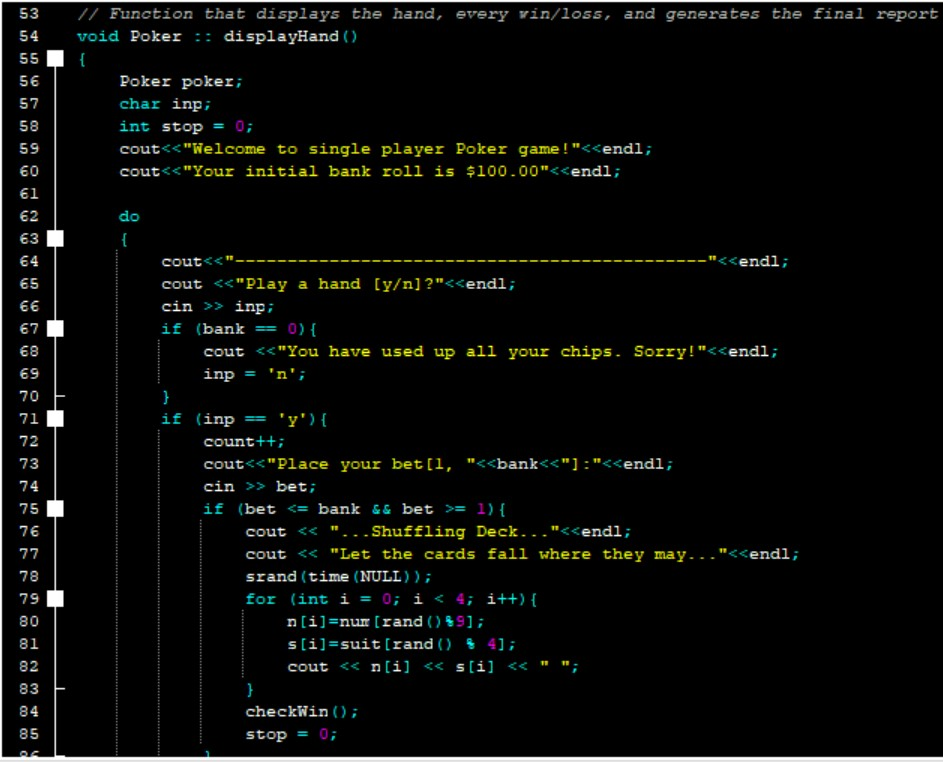 53 // Function that displays the hand, every win/loss, and generates the final report
54 void Poker :: displayHand()
55 {
56 Poker poker;
57 char inp;
58 int stop = 0;
59 cout<<"Welcome to single player Poker game!"<<endl;
60 cout<<"Your initial bank roll is $100.00"<<endl;
61
62 do
63 {
64 cout<<"---------------------------------------------"<<endl;
65 cout <<"Play a hand [y/n]?"<<endl;
66 cin >> inp;
67 if (bank == 0){
68 cout <<"You have used up all your chips. Sorry!"<<endl;
69 inp = 'n';
70 }
71 if (inp == 'y'){
72 count++;
73 cout<<"Place your bet[1, "<<bank<<"]:"<<endl;
74 cin >> bet;
75 if (bet <= bank && bet >= 1){
76 cout << "...Shuffling Deck..."<<endl;
77 cout << "Let the cards fall where they may..."<<endl;
78 srand(time(NULL));
79 for (int i = 0; i < 4; i++){
80 n[i]=num[rand()%9];
81 s[i]=suit[rand() % 4];
82 cout << n[i] << s[i] << " ";
83 }
84 checkWin();
85 stop = 0;
86 }